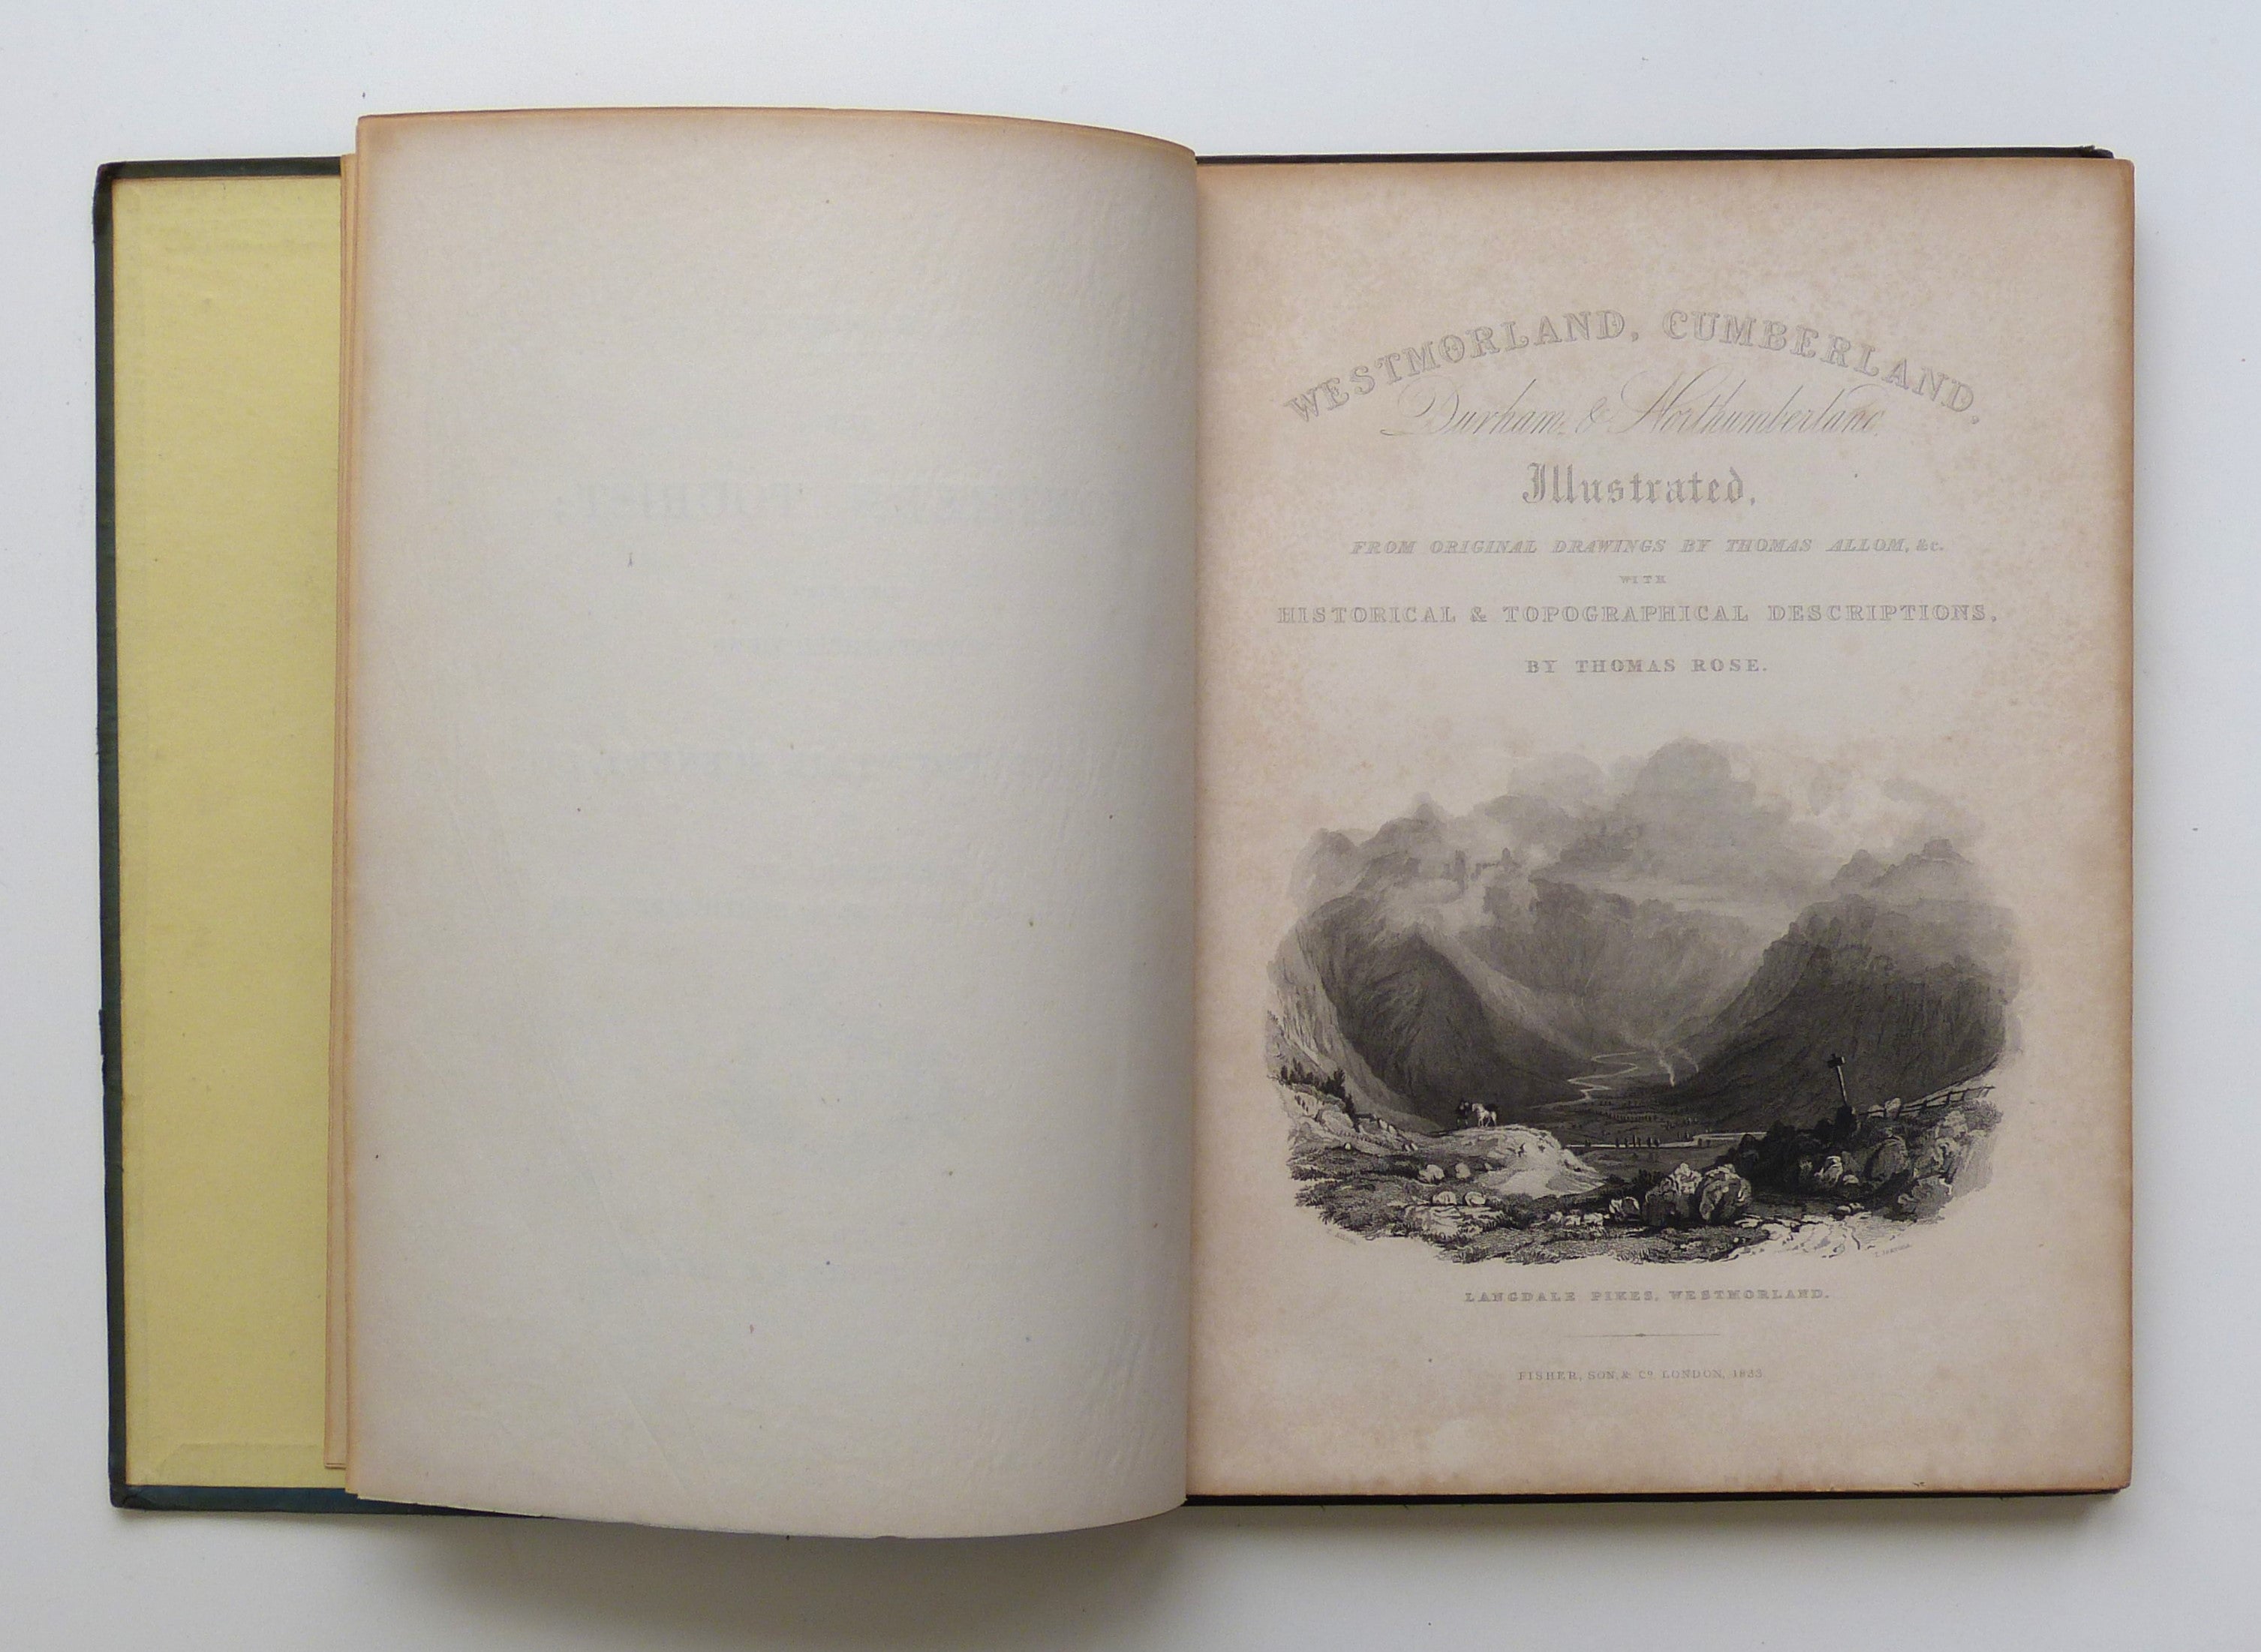 WESTMORLAND, CUMBERLAND,
Durham, & Northumberland
Illustrated,
FROM ORIGINAL DRAWINGS BY THOMAS ALLOM, &c.
WITH
HISTORICAL & TOPOGRAPHICAL DESCRIPTIONS,
BY THOMAS ROSE.
LANGDALE PIKES, WESTMORLAND.
FISHER, SON, & Co. LONDON, 1833